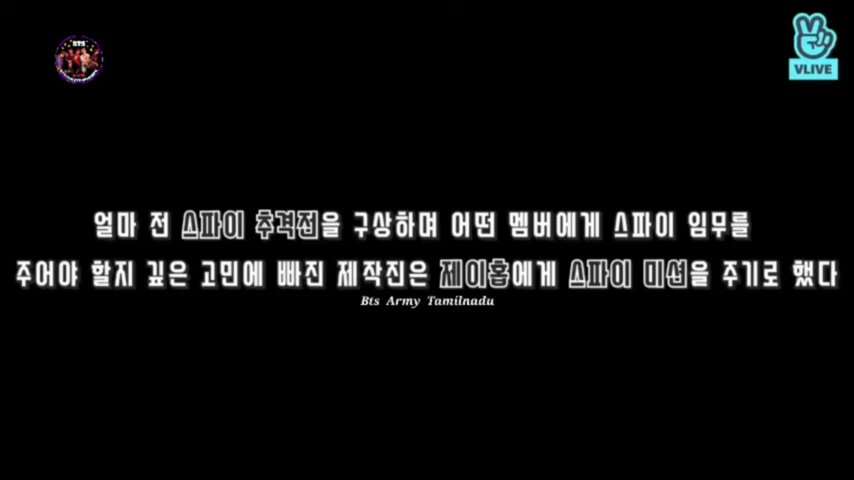 BTS
VLIVE
얼마 전 스파이 추격전을 구상하며 어떤 멤버에게 스파이 임무를
주어야 할지 깊은 고민에 빠진 제작진은 제이홉에게 스파이 미션을 주기로 했다
Bts Army Tamilnadu